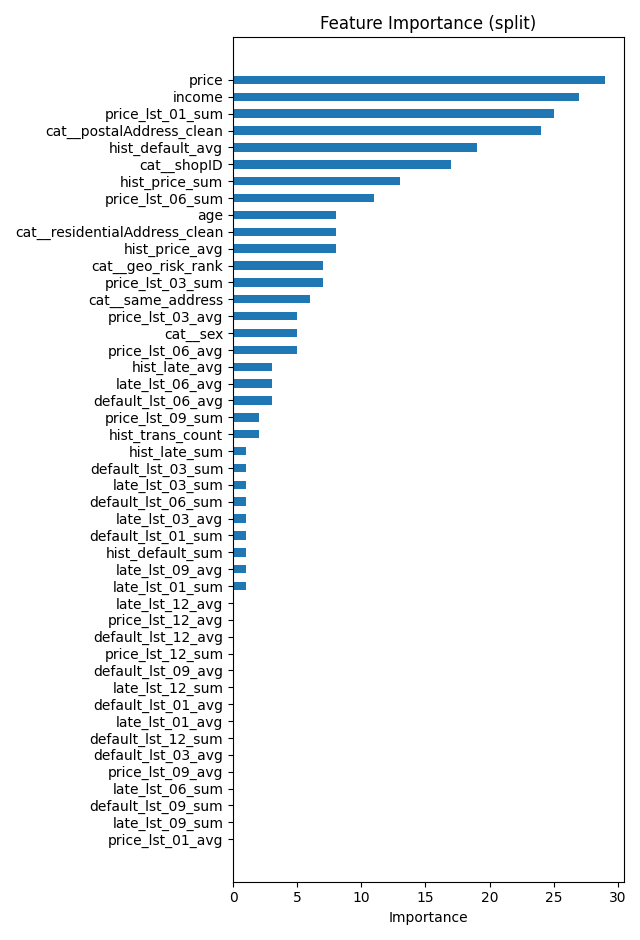 Feature Importance (split)
price
income
price_lst_01_sum
cat__postalAddress_clean
hist_default_avg
cat__shopID
hist_price_sum
price_lst_06_sum
age
cat__residentialAddress_clean
hist_price_avg
cat__geo_risk_rank
price_lst_03_sum
cat__same_address
price_lst_03_avg
cat__sex
price_lst_06_avg
hist_late_avg
late_lst_06_avg
default_lst_06_avg
price_lst_09_sum
hist_trans_count
hist_late_sum
default_lst_03_sum
late_lst_03_sum
default_lst_06_sum
late_lst_03_avg
default_lst_01_sum
hist_default_sum
late_lst_09_avg
late_lst_01_sum
late_lst_12_avg
price_lst_12_avg
default_lst_12_avg
price_lst_12_sum
default_lst_09_avg
late_lst_12_sum
default_lst_01_avg
late_lst_01_avg
default_lst_12_sum
default_lst_03_avg
price_lst_09_avg
late_lst_06_sum
default_lst_09_sum
late_lst_09_sum
price_lst_01_avg
0 5 10 15 20 25 30
Importance